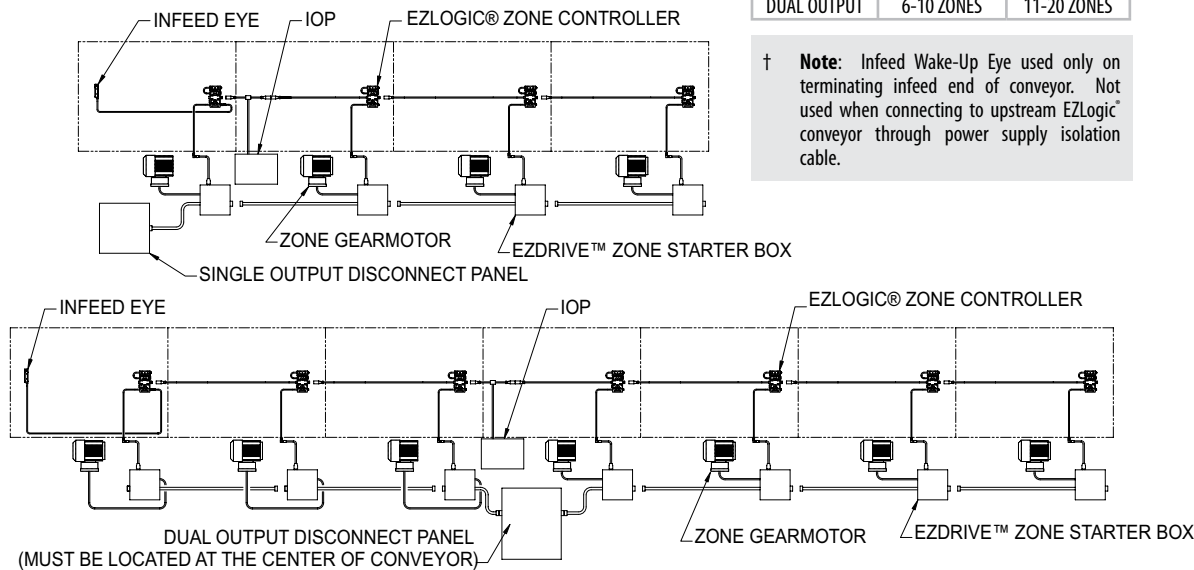 DUAL OUTPUT 6-10 ZONES 11-20 ZONES
† Note: Infeed Wake-Up Eye used only on
terminating infeed end of conveyor. Not
used when connecting to upstream EZLogic®
conveyor through power supply isolation
cable.
INFEED EYE
IOP
EZLOGIC® ZONE CONTROLLER
ZONE GEARMOTOR
EZDRIVE™ ZONE STARTER BOX
SINGLE OUTPUT DISCONNECT PANEL
INFEED EYE
IOP
EZLOGIC® ZONE CONTROLLER
DUAL OUTPUT DISCONNECT PANEL
(MUST BE LOCATED AT THE CENTER OF CONVEYOR)
ZONE GEARMOTOR
EZDRIVE™ ZONE STARTER BOX